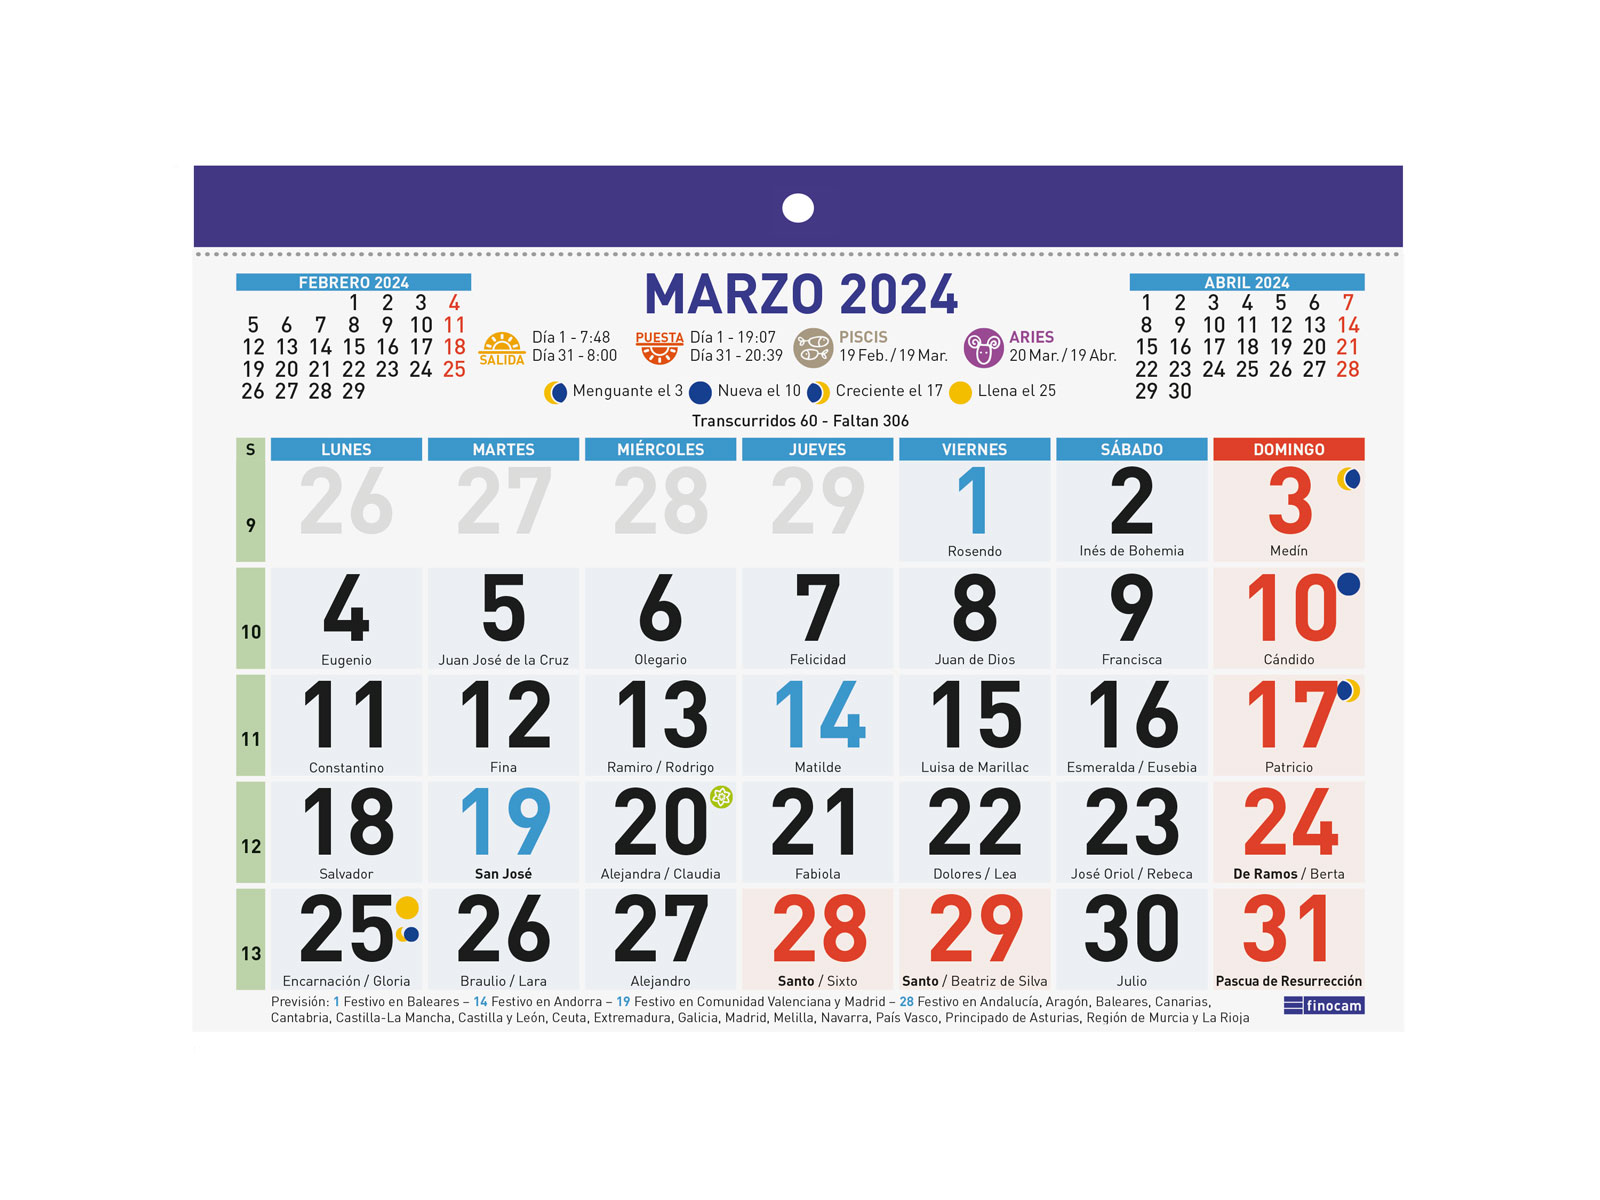 FEBRERO 2024
1 2 3 4
5 6 7 8 9 10 11
12 13 14 15 16 17 18
19 20 21 22 23 24 25
26 27 28 29
MARZO 2024
SALIDA
Día 1 - 7:48
Día 31 - 8:00
PUESTA
Día 1 - 19:07
Día 31 - 20:39
PISCIS
19 Feb. / 19 Mar.
ARIES
20 Mar. / 19 Abr.
Menguante el 3 Nueva el 10 Creciente el 17 Llena el 25
Transcurridos 60 - Faltan 306
ABRIL 2024
1 2 3 4 5 6 7
8 9 10 11 12 13 14
15 16 17 18 19 20 21
22 23 24 25 26 27 28
29 30
S LUNES MARTES MIÉRCOLES JUEVES VIERNES SÁBADO DOMINGO
9 26 27 28 29 1 2 3
Rosendo Inés de Bohemia Medín
10 4 5 6 7 8 9 10
Eugenio Juan José de la Cruz Olegario Felicidad Juan de Dios Francisca Cándido
11 11 12 13 14 15 16 17
Constantino Fina Ramiro / Rodrigo Matilde Luisa de Marillac Esmeralda / Eusebia Patricio
12 18 19 20 21 22 23 24
Salvador San José Alejandra / Claudia Fabiola Dolores / Lea José Oriol / Rebeca De Ramos / Berta
13 25 26 27 28 29 30 31
Encarnación / Gloria Braulio / Lara Alejandro Santo / Sixto Santo / Beatriz de Silva Julio Pascua de Resurrección
Previsión: 1 Festivo en Baleares – 14 Festivo en Andorra – 19 Festivo en Comunidad Valenciana y Madrid – 28 Festivo en Andalucía, Aragón, Baleares, Canarias,
Cantabria, Castilla-La Mancha, Castilla y León, Ceuta, Extremadura, Galicia, Madrid, Melilla, Navarra, País Vasco, Principado de Asturias, Región de Murcia y La Rioja
finocam